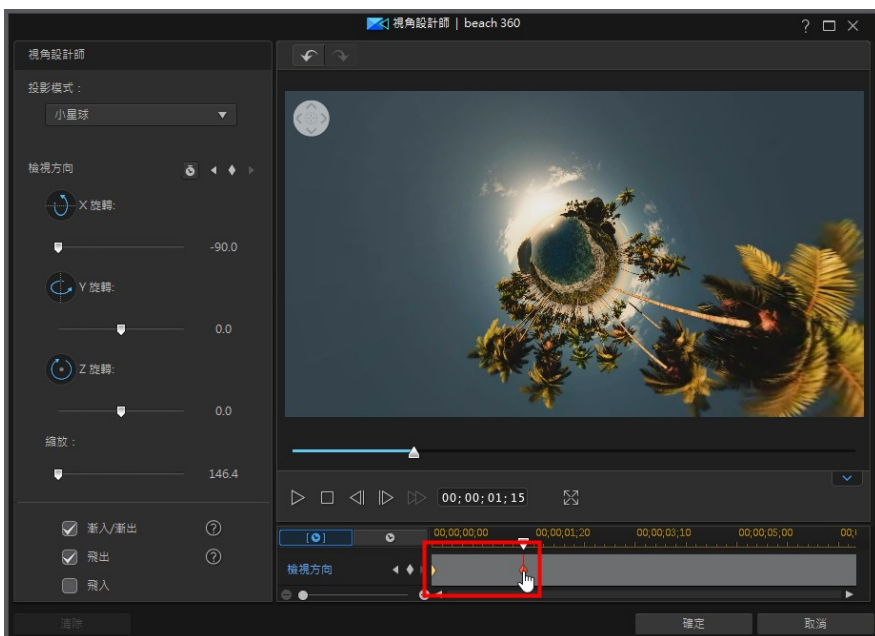 視角設計師 | beach 360
視角設計師
投影模式：
小星球
檢視方向
X 旋轉:
-90.0
Y 旋轉:
0.0
Z 旋轉:
0.0
縮放：
146.4
漸入/漸出
飛出
飛入
00;00;01;15
00;00;00;00 00;00;01;20 00;00;03;10 00;00;05;00 00;
檢視方向
清除
確定
取消